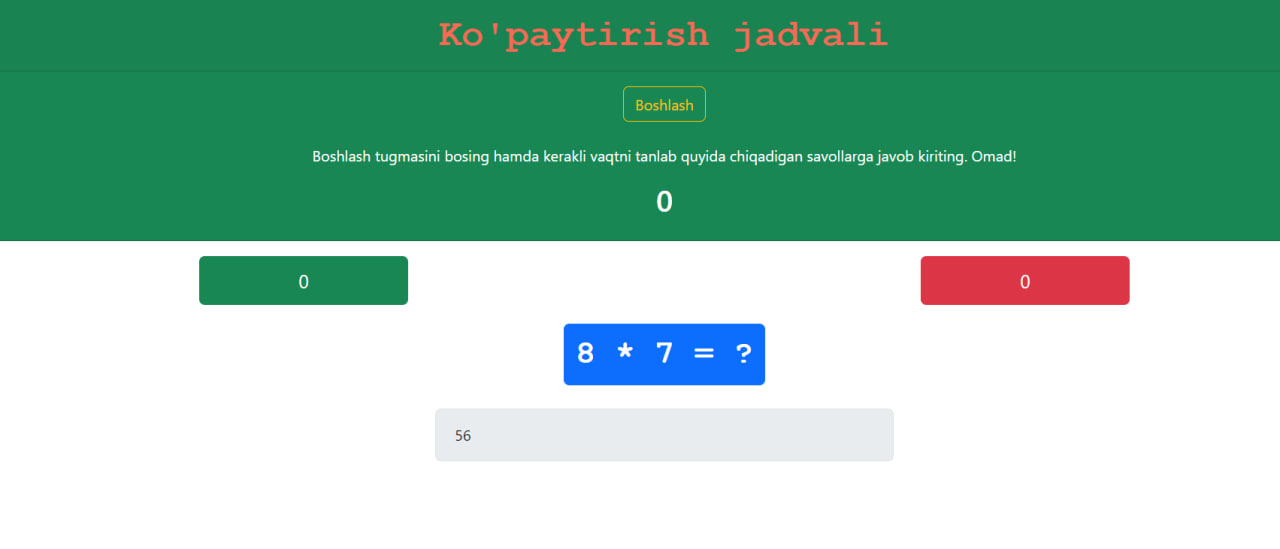 Ko'paytirish jadvali
Boshlash
Boshlash tugmasini bosing hamda kerakli vaqtni tanlab quyida chiqadigan savollarga javob kiriting. Omad!
0
0
0
8 * 7 = ?
56